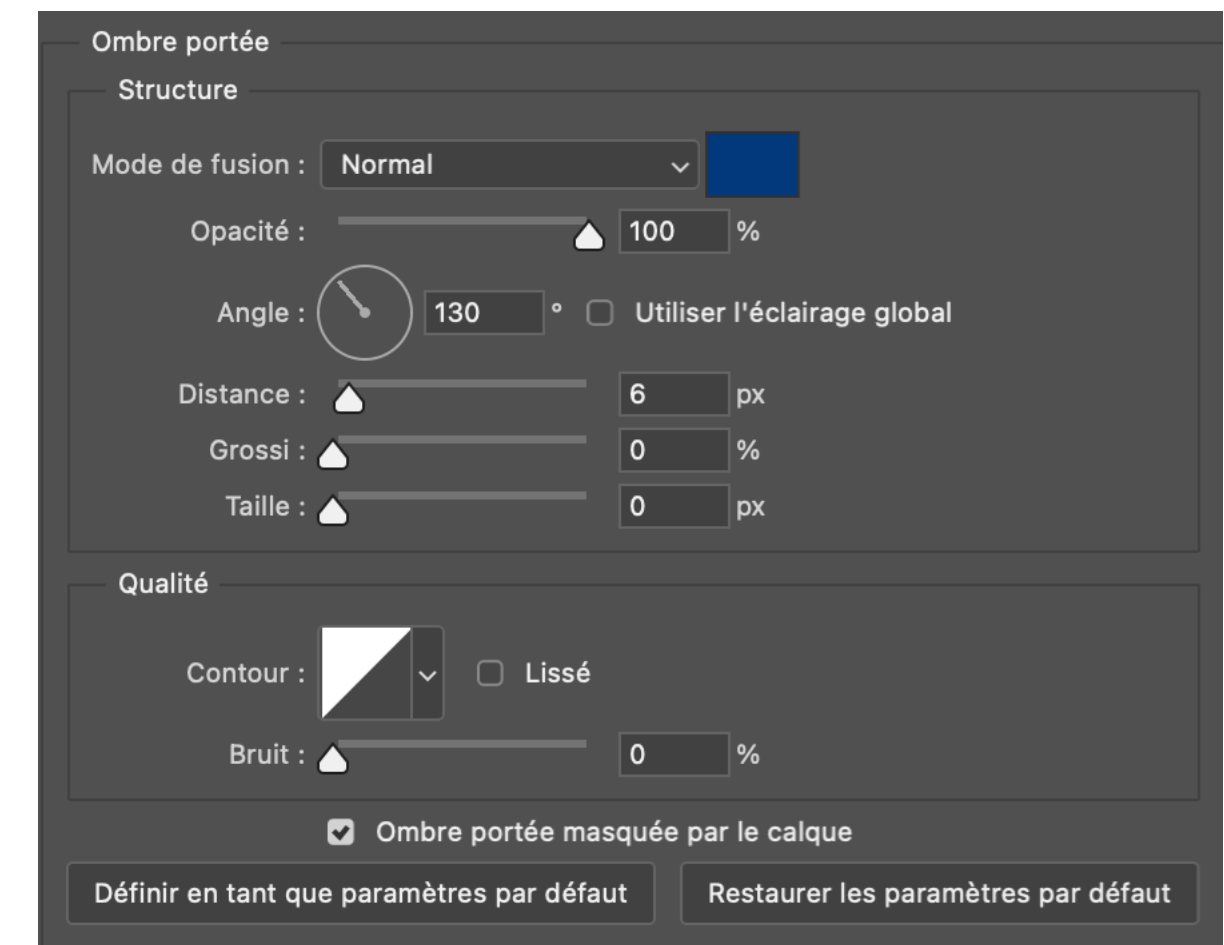 Ombre portée
Structure
Mode de fusion : Normal
Opacité : 100 %
Angle : 130 ° Utiliser l'éclairage global
Distance : 6 px
Grossi : 0 %
Taille : 0 px
Qualité
Contour : Lissé
Bruit : 0 %
Ombre portée masquée par le calque
Définir en tant que paramètres par défaut Restaurer les paramètres par défaut